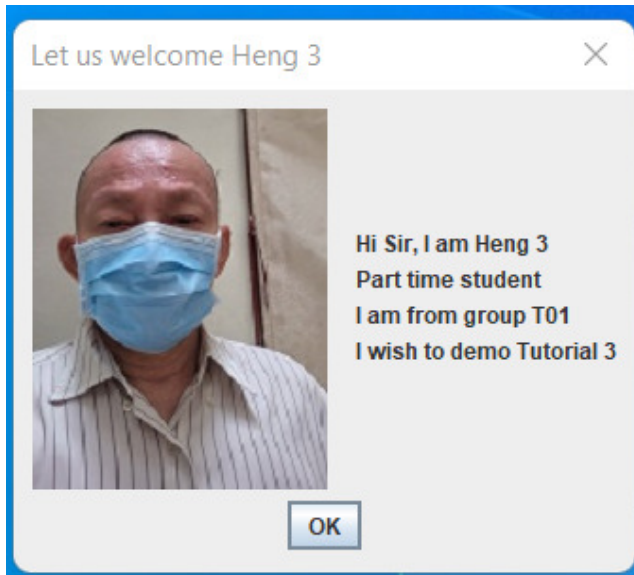 Let us welcome Heng 3
Hi Sir, I am Heng 3
Part time student
I am from group T01
I wish to demo Tutorial 3
OK